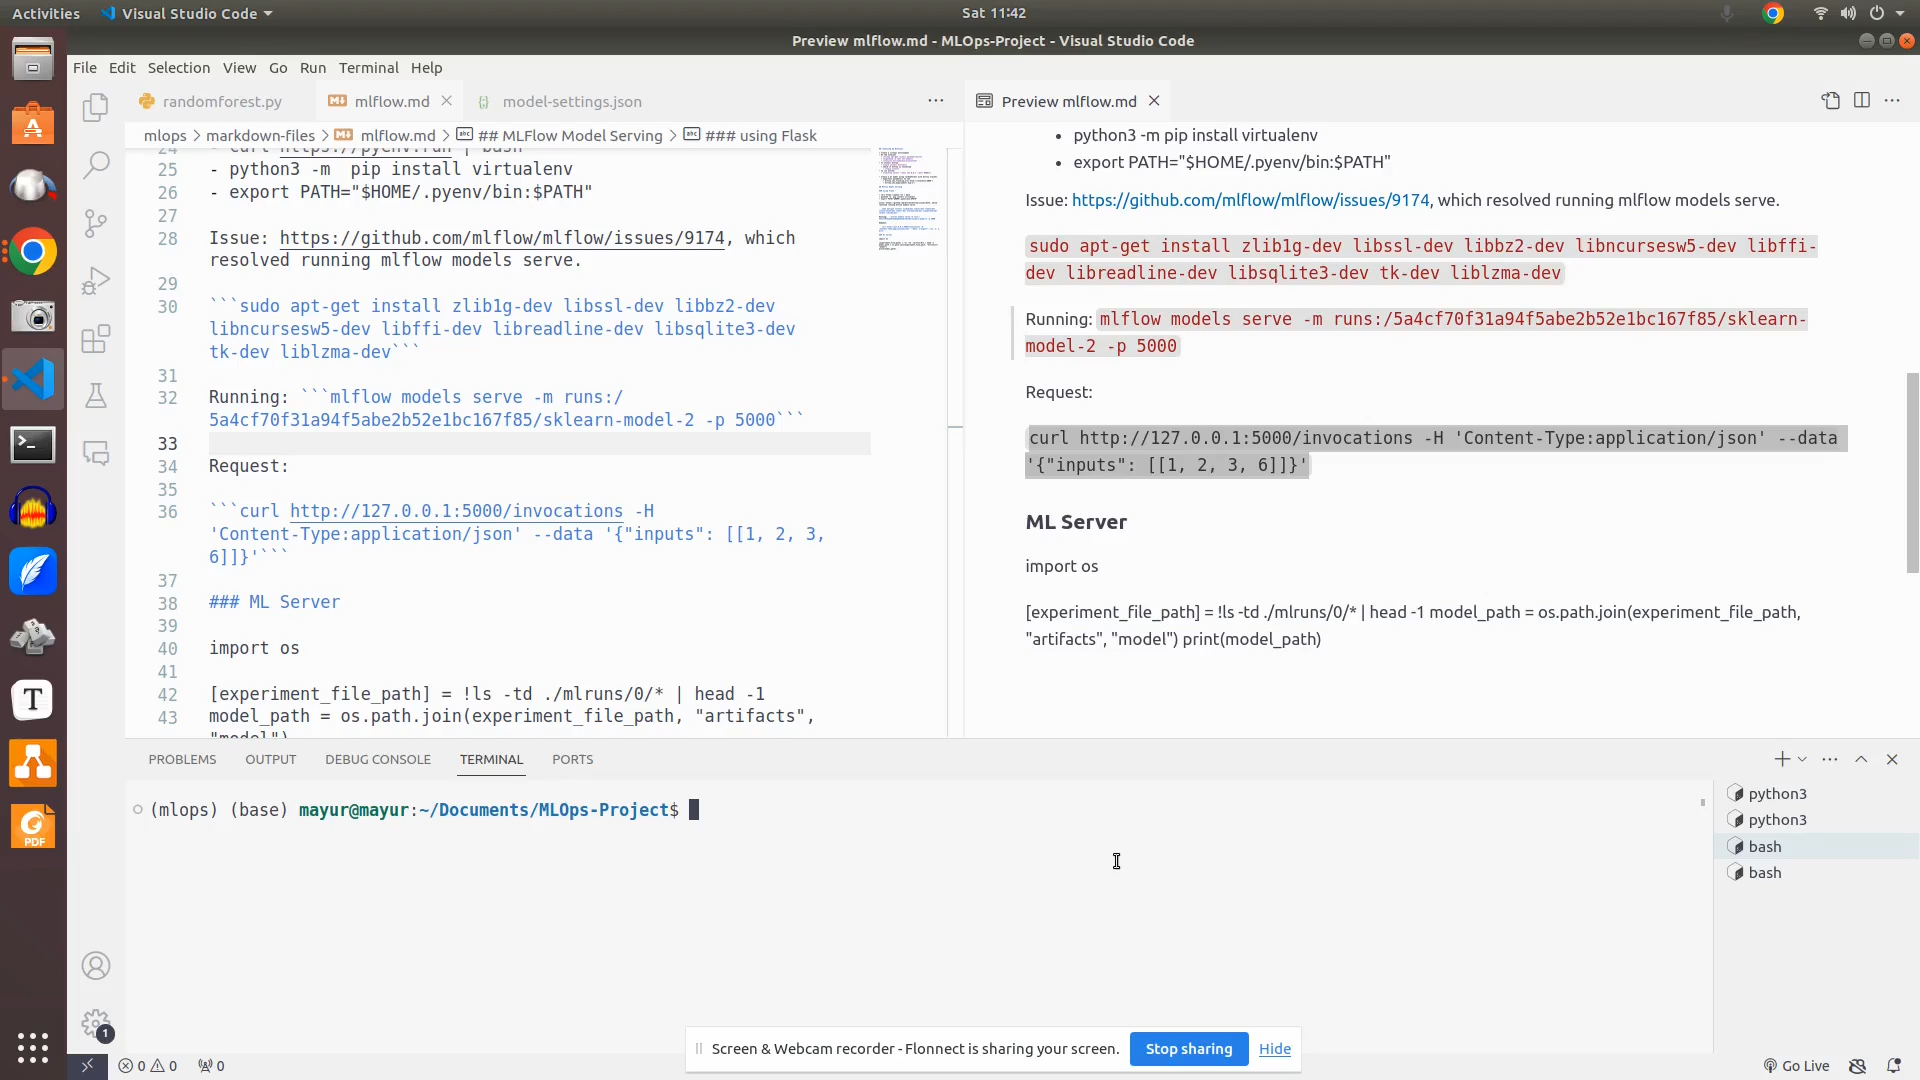 Activities Visual Studio Code Sat 11:42
Preview mlflow.md - MLOps-Project - Visual Studio Code
File Edit Selection View Go Run Terminal Help
randomforest.py mlflow.md model-settings.json
Preview mlflow.md
mlops > markdown-files > mlflow.md > ## MLFlow Model Serving > ### using Flask
24 - curl https://pyenv.run | bash
25 - python3 -m  pip install virtualenv
26 - export PATH="$HOME/.pyenv/bin:$PATH"
27
28 Issue: https://github.com/mlflow/mlflow/issues/9174, which
resolved running mlflow models serve.
29
30 ```sudo apt-get install zlib1g-dev libssl-dev libbz2-dev
libncursesw5-dev libffi-dev libreadline-dev libsqlite3-dev
tk-dev liblzma-dev```
31
32 Running: ```mlflow models serve -m runs:/
5a4cf70f31a94f5abe2b52e1bc167f85/sklearn-model-2 -p 5000```
33
34 Request:
35
36 ```curl http://127.0.0.1:5000/invocations -H
'Content-Type:application/json' --data '{"inputs": [[1, 2, 3,
6]]}'```
37
38 ### ML Server
39
40 import os
41
42 [experiment_file_path] = !ls -td ./mlruns/0/* | head -1
43 model_path = os.path.join(experiment_file_path, "artifacts",
"model")
• python3 -m pip install virtualenv
• export PATH="$HOME/.pyenv/bin:$PATH"
Issue: https://github.com/mlflow/mlflow/issues/9174, which resolved running mlflow models serve.
sudo apt-get install zlib1g-dev libssl-dev libbz2-dev libncursesw5-dev libffi-
dev libreadline-dev libsqlite3-dev tk-dev liblzma-dev
Running: mlflow models serve -m runs:/5a4cf70f31a94f5abe2b52e1bc167f85/sklearn-
model-2 -p 5000
Request:
curl http://127.0.0.1:5000/invocations -H 'Content-Type:application/json' --data
'{"inputs": [[1, 2, 3, 6]]}'
ML Server
import os
[experiment_file_path] = !ls -td ./mlruns/0/* | head -1 model_path = os.path.join(experiment_file_path,
"artifacts", "model") print(model_path)
PROBLEMS OUTPUT DEBUG CONSOLE TERMINAL PORTS
(mlops) (base) mayur@mayur:~/Documents/MLOps-Project$
python3
python3
bash
bash
T
PDF
1
Screen & Webcam recorder - Flonnect is sharing your screen. Stop sharing Hide
0 0 0 Go Live